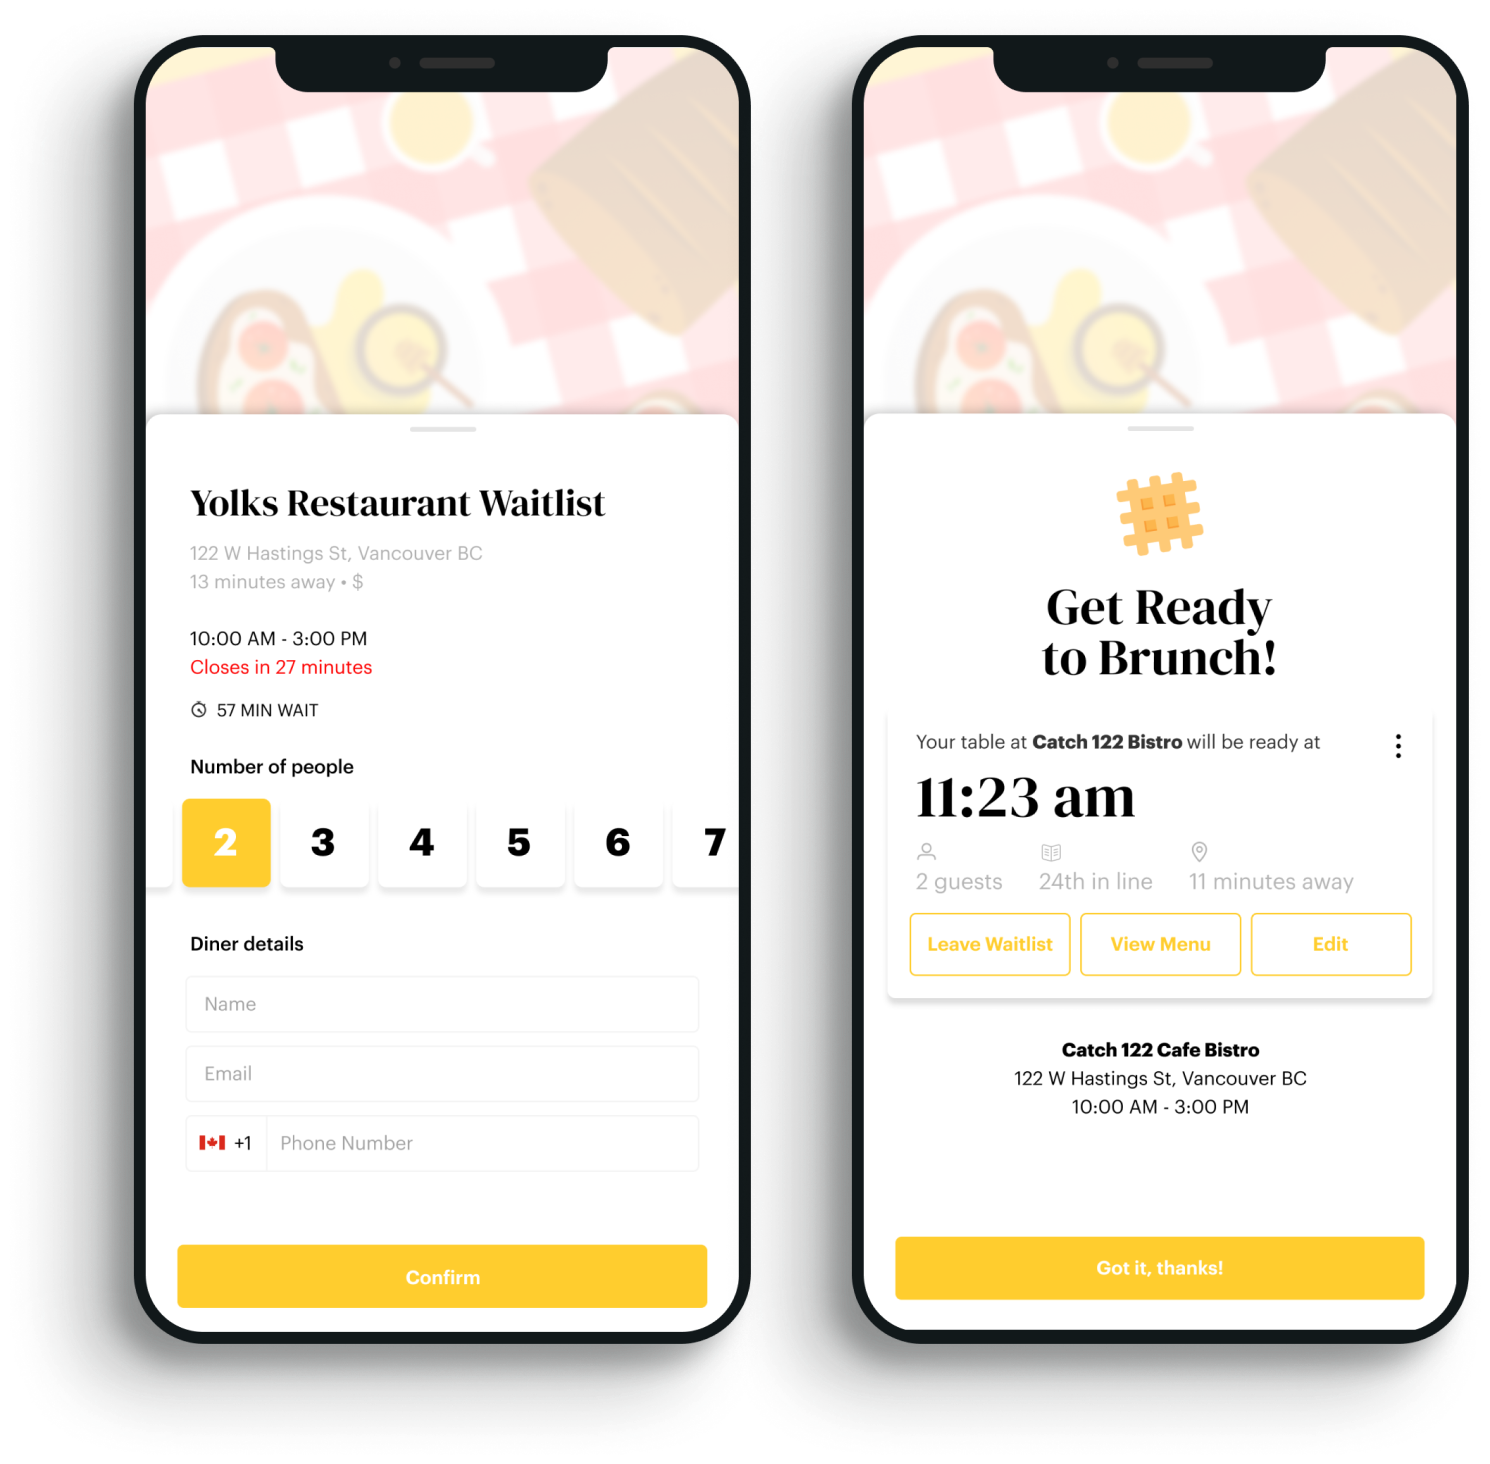 Yolks Restaurant Waitlist
122 W Hastings St, Vancouver BC
13 minutes away • $
10:00 AM - 3:00 PM
Closes in 27 minutes
57 MIN WAIT
Number of people
2 3 4 5 6 7
Diner details
Name
Email
+1 Phone Number
Confirm
Get Ready
to Brunch!
Your table at Catch 122 Bistro will be ready at
11:23 am
2 guests 24th in line 11 minutes away
Leave Waitlist View Menu Edit
Catch 122 Cafe Bistro
122 W Hastings St, Vancouver BC
10:00 AM - 3:00 PM
Got it, thanks!